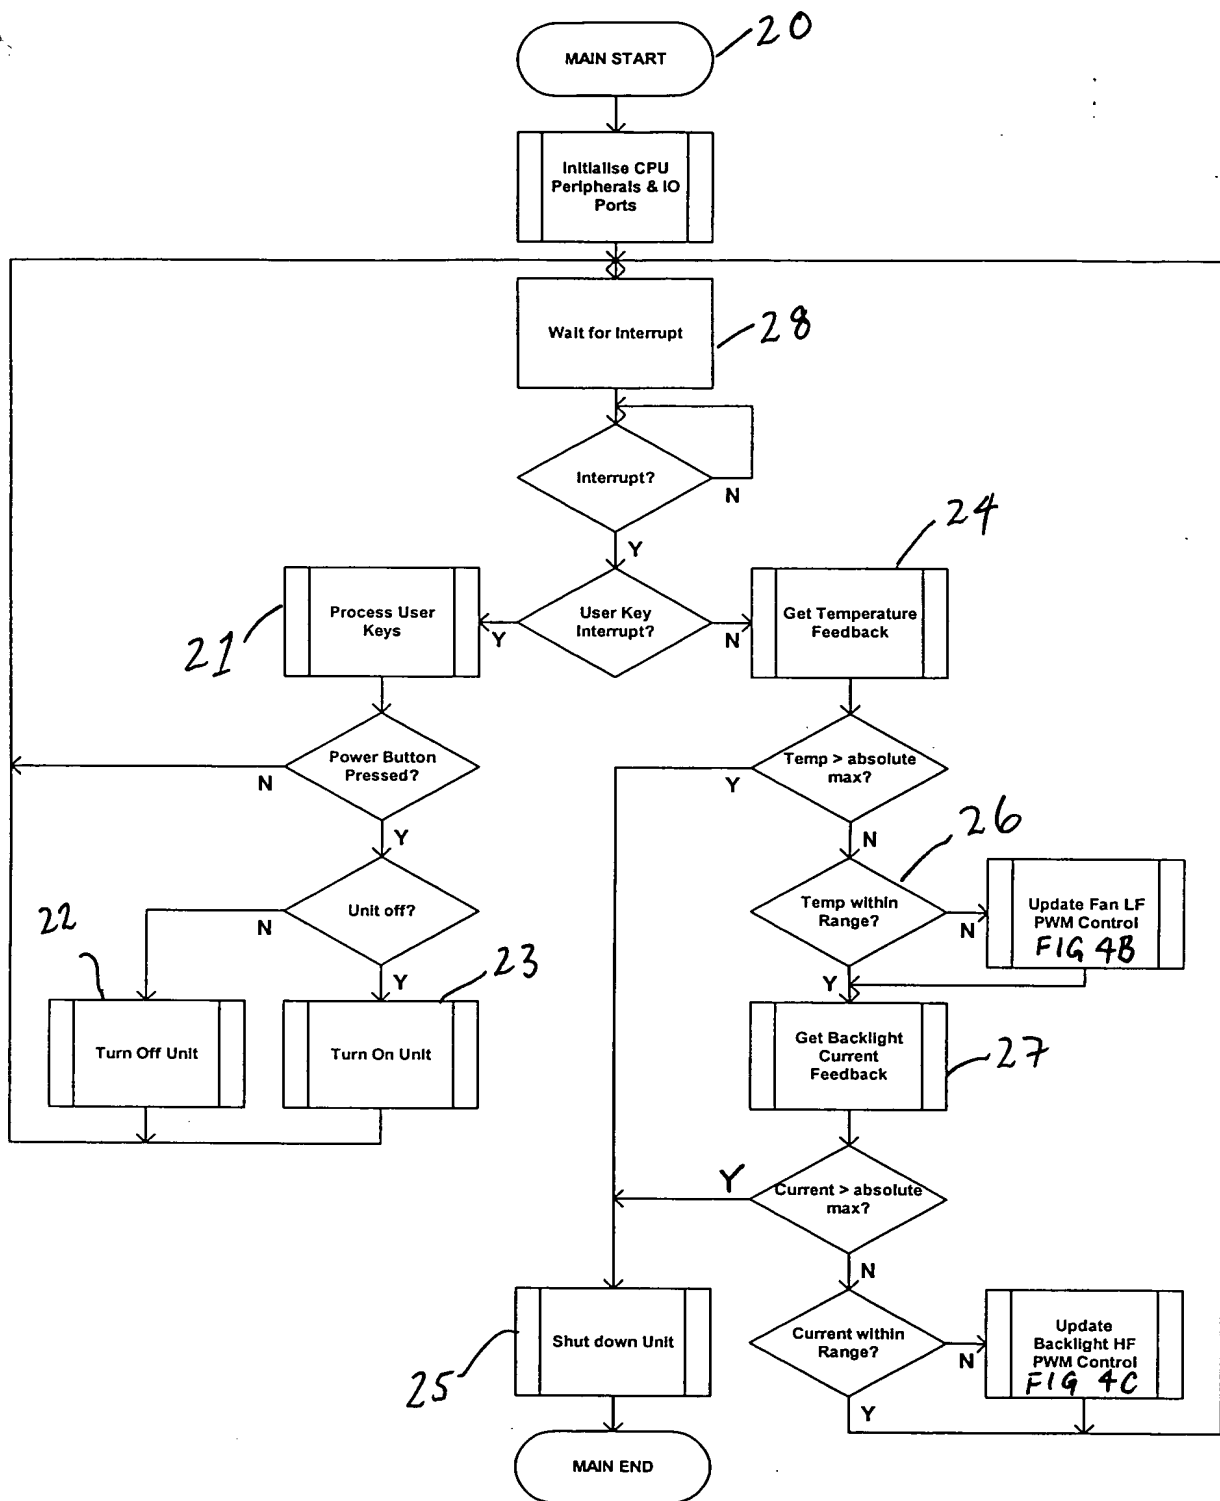 20
MAIN START
Initialise CPU
Peripherals & IO
Ports
Wait for Interrupt
28
Interrupt?
N
Y
24
Process User
Keys
User Key
Interrupt?
Get Temperature
Feedback
Y
N
21
Power Button
Pressed?
N
Temp > absolute
max?
Y
Y
N
26
Unit off?
N
Temp within
Range?
N
Update Fan LF
PWM Control
FIG 4B
22
Y
23
Y
Turn Off Unit
Turn On Unit
Get Backlight
Current
Feedback
27
Y
Current > absolute
max?
N
Shut down Unit
25
Current within
Range?
N
Update
Backlight HF
PWM Control
FIG 4C
Y
MAIN END